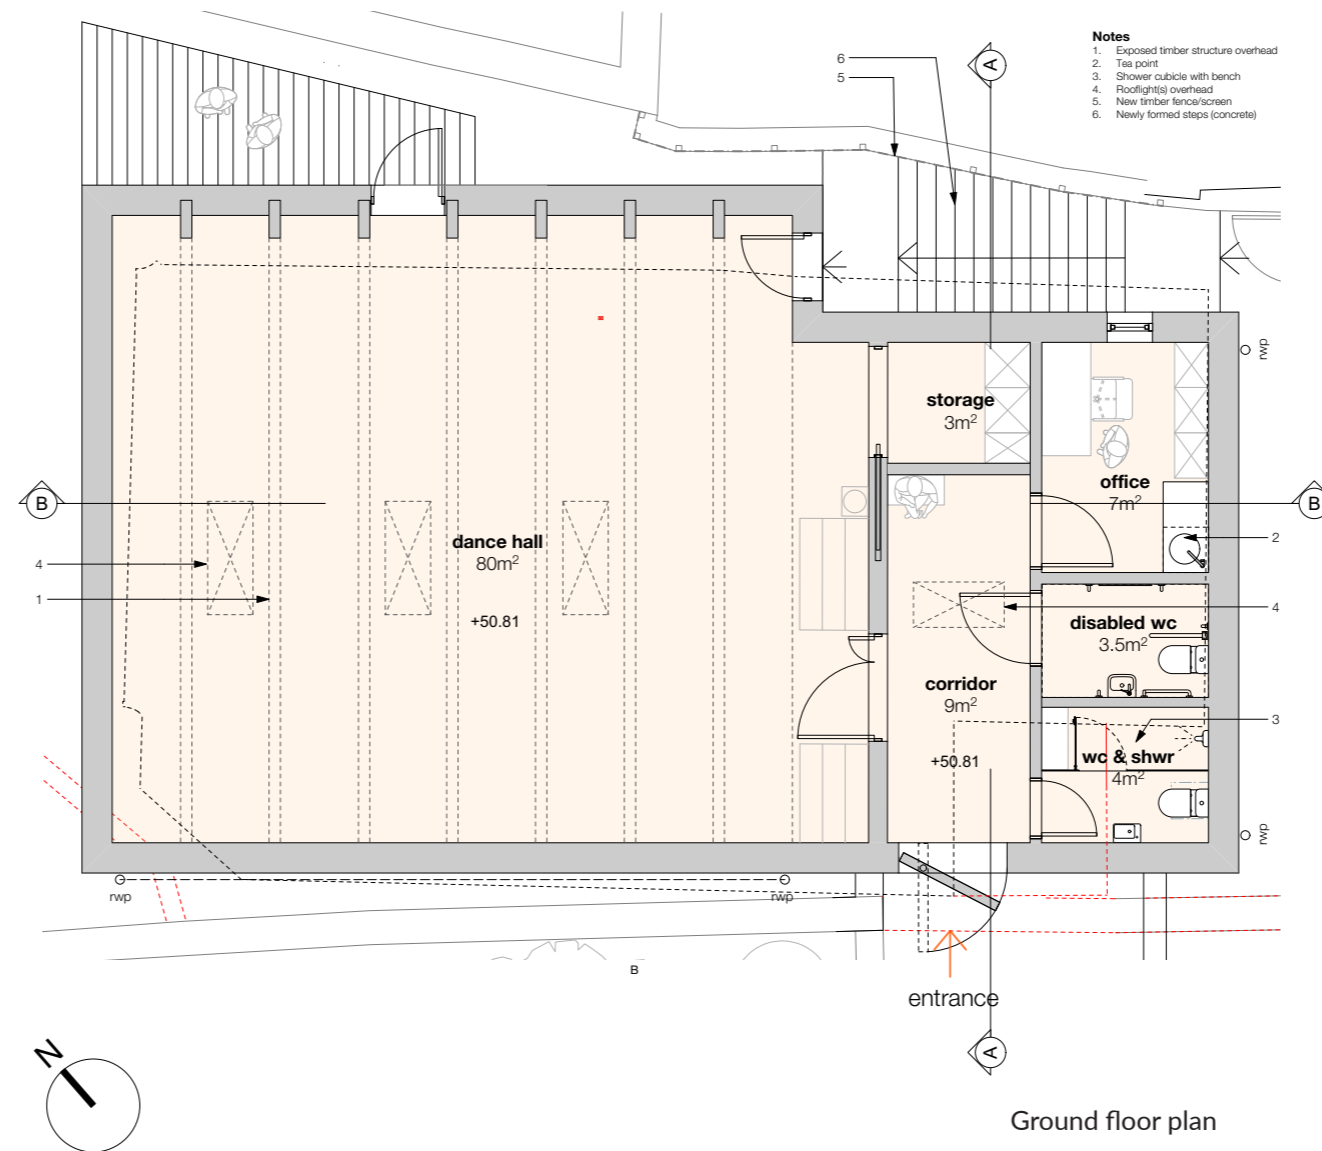 Notes
1. Exposed timber structure overhead
2. Tea point
3. Shower cubicle with bench
4. Rooflight(s) overhead
5. New timber fence/screen
6. Newly formed steps (concrete)
6
5
A
rwp
storage
3m²
office
7m²
B
B
dance hall
80m²
+50.81
4
1
2
4
disabled wc
3.5m²
corridor
9m²
+50.81
3
wc & shwr
4m²
rwp
rwp
rwp
B
entrance
A
N
Ground floor plan